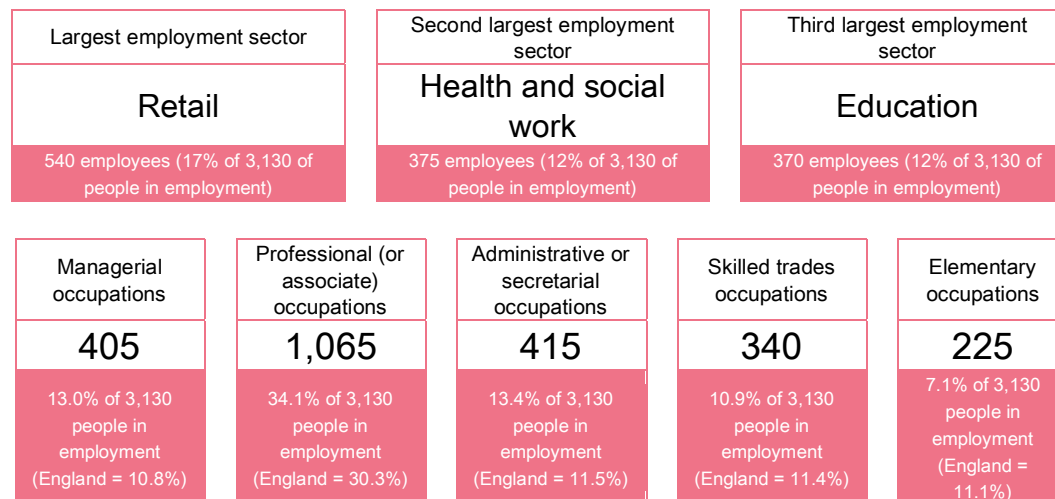 Largest employment sector
Retail
540 employees (17% of 3,130 of
people in employment)
Second largest employment
sector
Health and social
work
375 employees (12% of 3,130 of
people in employment)
Third largest employment
sector
Education
370 employees (12% of 3,130 of
people in employment)
Managerial
occupations
405
13.0% of 3,130
people in
employment
(England = 10.8%)
Professional (or
associate)
occupations
1,065
34.1% of 3,130
people in
employment
(England = 30.3%)
Administrative or
secretarial
occupations
415
13.4% of 3,130
people in
employment
(England = 11.5%)
Skilled trades
occupations
340
10.9% of 3,130
people in
employment
(England = 11.4%)
Elementary
occupations
225
7.1% of 3,130
people in
employment
(England =
11.1%)